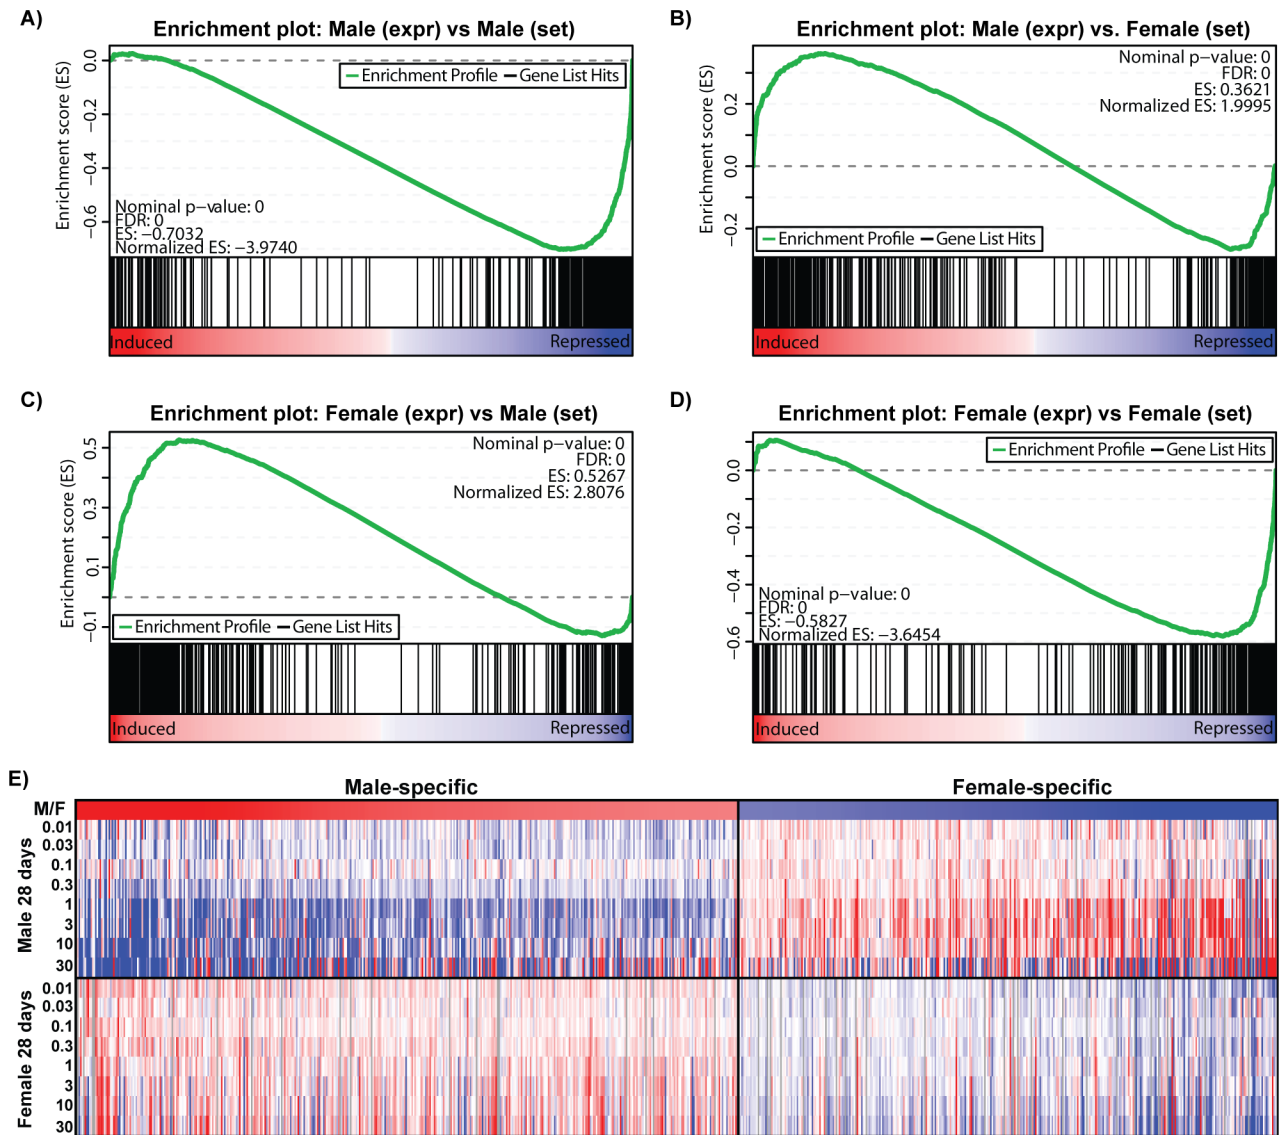 A)
Enrichment plot: Male (expr) vs Male (set)
Enrichment score (ES)
0.0
−0.2
−0.4
−0.6
Enrichment Profile
Gene List Hits
Nominal p−value: 0
FDR: 0
ES: −0.7032
Normalized ES: −3.9740
Induced
Repressed
B)
Enrichment plot: Male (expr) vs. Female (set)
Enrichment score (ES)
0.2
0.0
−0.2
Nominal p−value: 0
FDR: 0
ES: 0.3621
Normalized ES: 1.9995
Enrichment Profile
Gene List Hits
Induced
Repressed
C)
Enrichment plot: Female (expr) vs Male (set)
Enrichment score (ES)
0.5
0.3
0.1
−0.1
Nominal p−value: 0
FDR: 0
ES: 0.5267
Normalized ES: 2.8076
Enrichment Profile
Gene List Hits
Induced
Repressed
D)
Enrichment plot: Female (expr) vs Female (set)
0.0
−0.2
−0.4
−0.6
Enrichment Profile
Gene List Hits
Nominal p−value: 0
FDR: 0
ES: −0.5827
Normalized ES: −3.6454
Induced
Repressed
E)
Male-specific
Female-specific
M/F
Male 28 days
0.01
0.03
0.1
0.3
1
3
10
30
Female 28 days
0.01
0.03
0.1
0.3
1
3
10
30